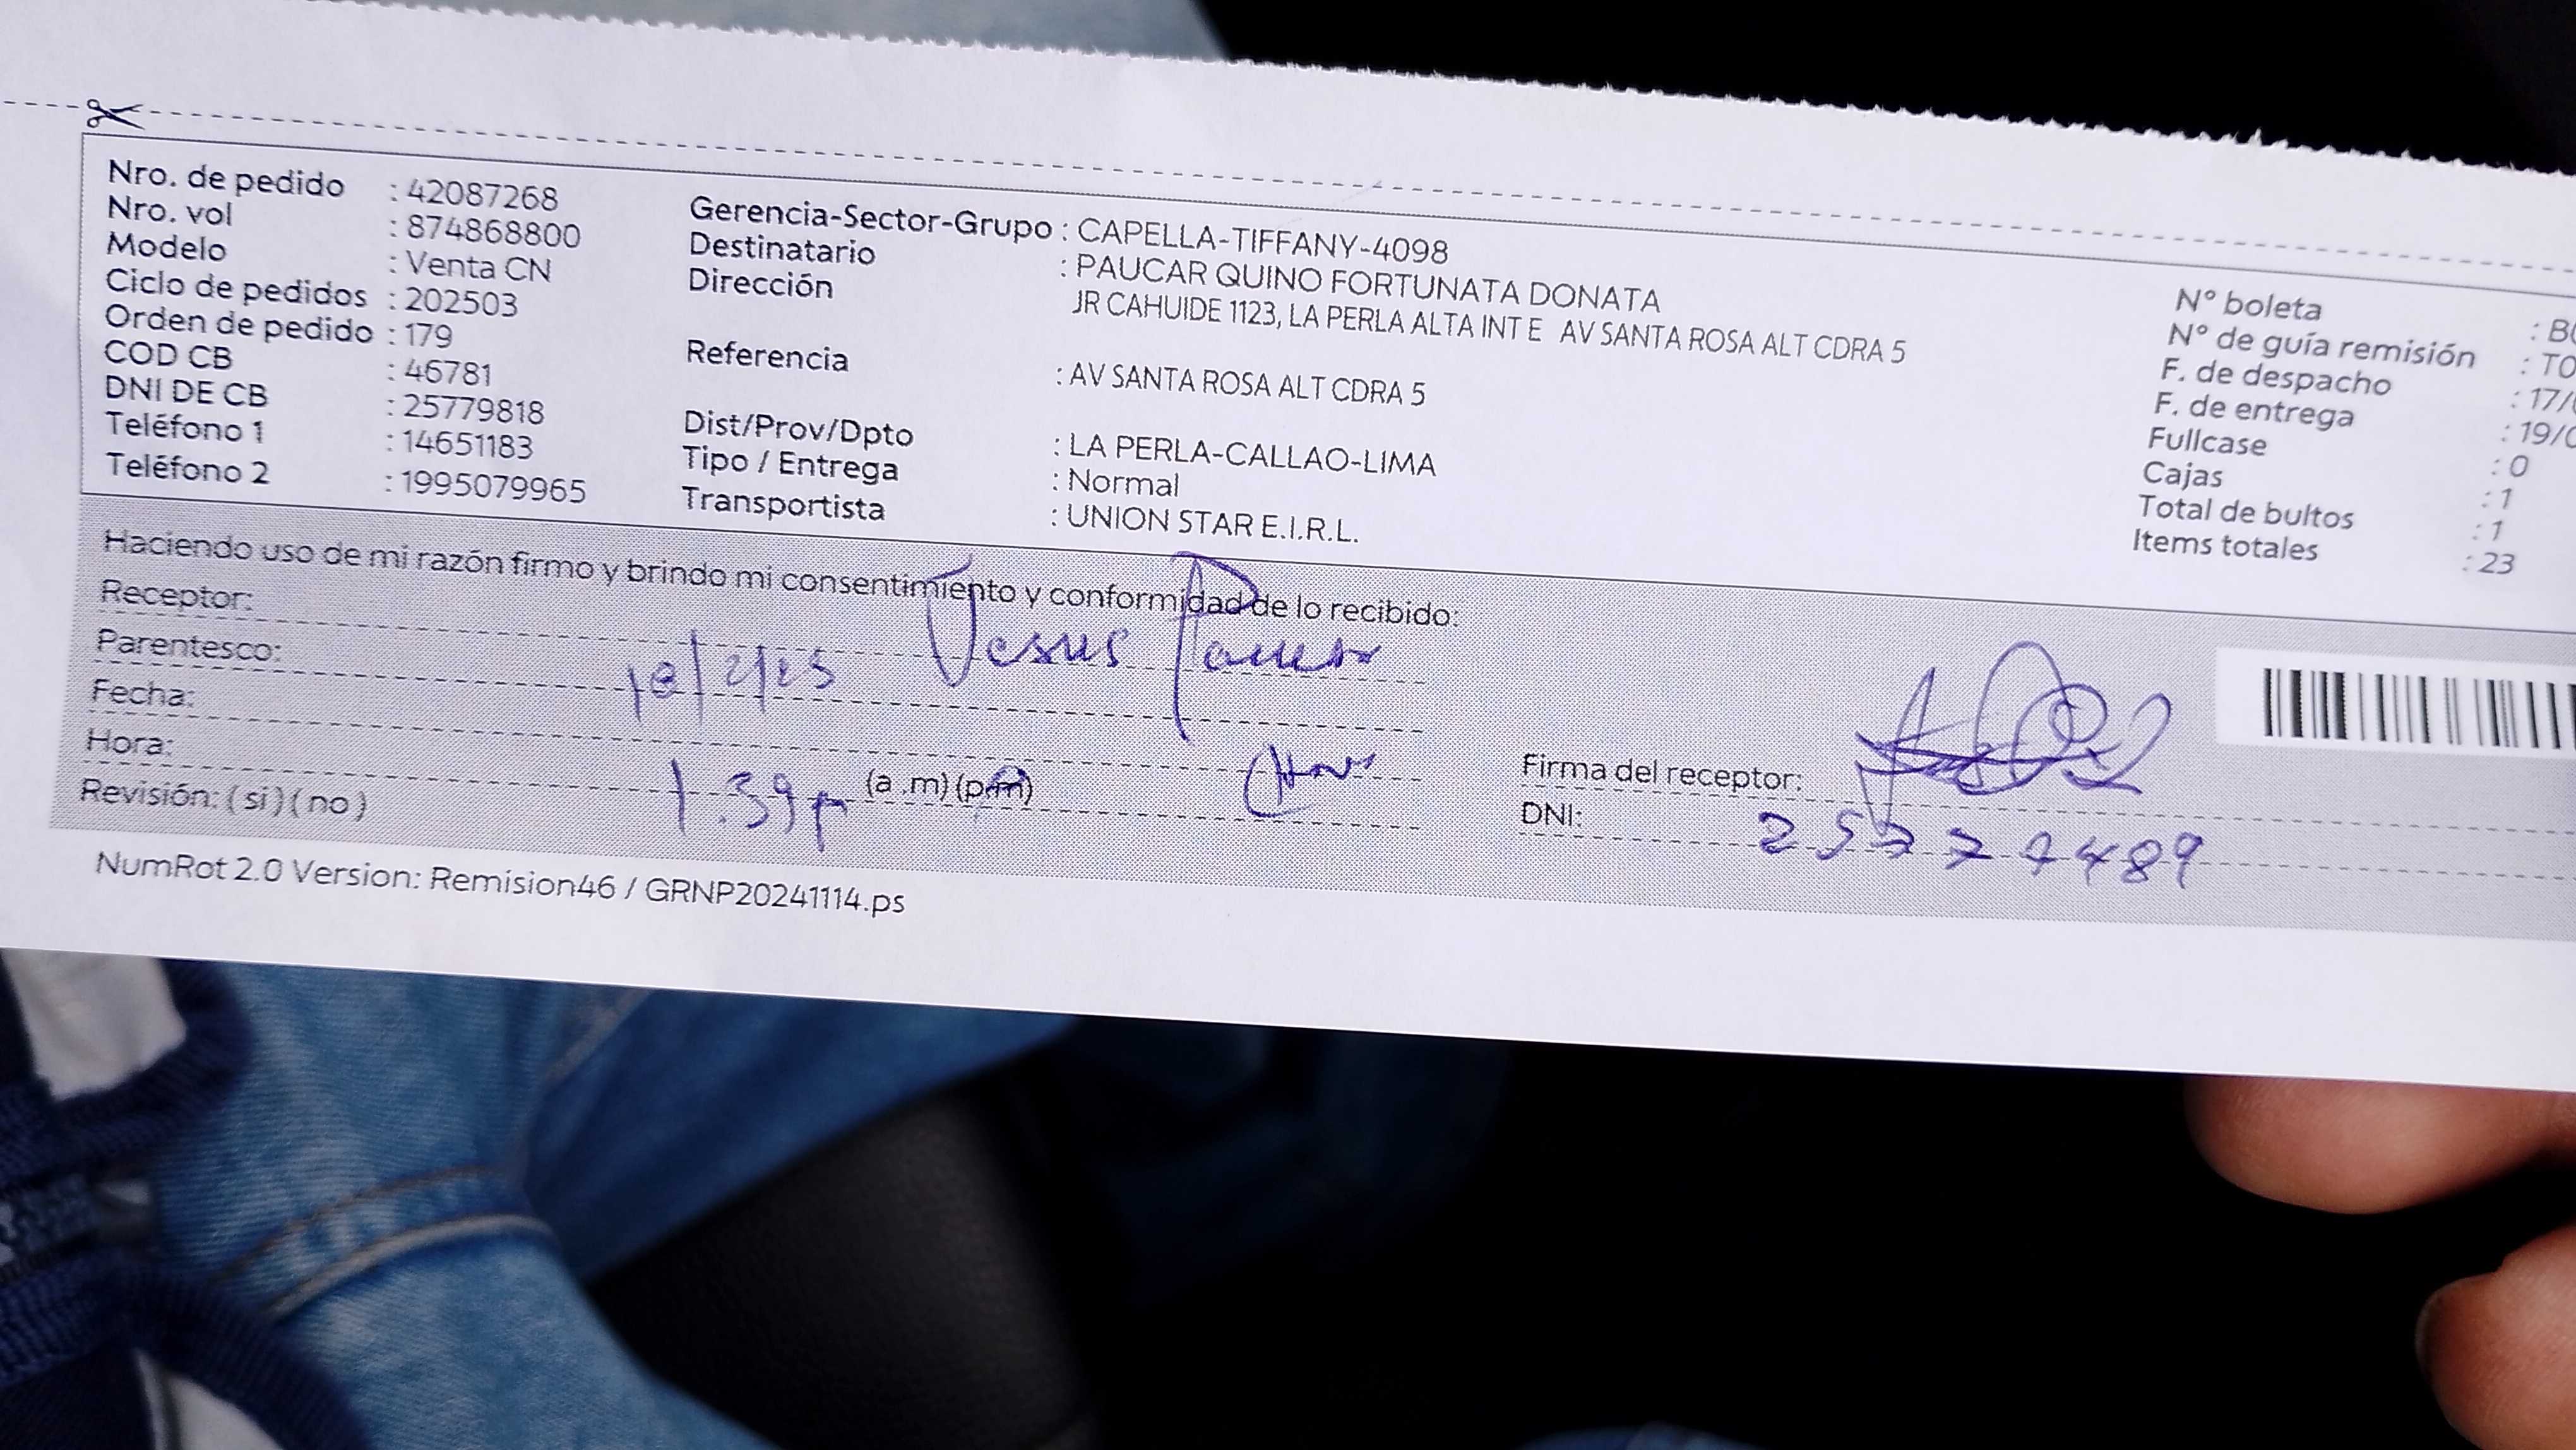 Nro. de pedido : 42087268
Nro. vol : 874868800
Modelo : Venta CN
Ciclo de pedidos : 202503
Orden de pedido : 179
COD CB : 46781
DNI DE CB : 25779818
Teléfono 1 : 14651183
Teléfono 2 : 1995079965
Gerencia-Sector-Grupo : CAPELLA-TIFFANY-4098
Destinatario : PAUCAR QUINO FORTUNATA DONATA
Dirección JR CAHUIDE 1123, LA PERLA ALTA INT E AV SANTA ROSA ALT CDRA 5
Referencia : AV SANTA ROSA ALT CDRA 5
Dist/Prov/Dpto : LA PERLA-CALLAO-LIMA
Tipo / Entrega : Normal
Transportista : UNION STAR E.I.R.L.
N° boleta : B
N° de guía remisión : T0
F. de despacho : 17/
F. de entrega : 19/
Fullcase : 0
Cajas : 1
Total de bultos : 1
Items totales : 23
Haciendo uso de mi razón firmo y brindo mi consentimiento y conformidad de lo recibido:
Receptor: Jesus
Parentesco:
Fecha:
Hora: 1.39 (a .m) (p.m)
Revisión: ( si ) ( no )
Firma del receptor:
DNI:
NumRot 2.0 Version: Remision46 / GRNP20241114.ps